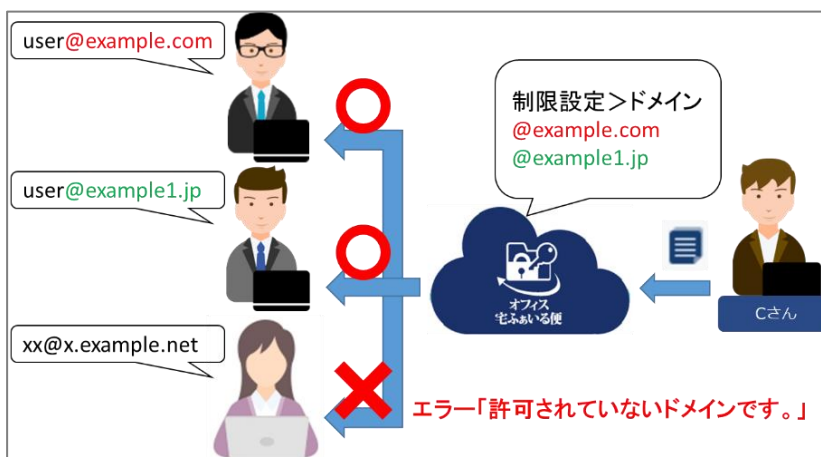 user@example.com
制限設定＞ドメイン
@example.com
@example1.jp
user@example1.jp
オフィス
宅ふぁいる便
Cさん
xx@x.example.net
エラー「許可されていないドメインです。」